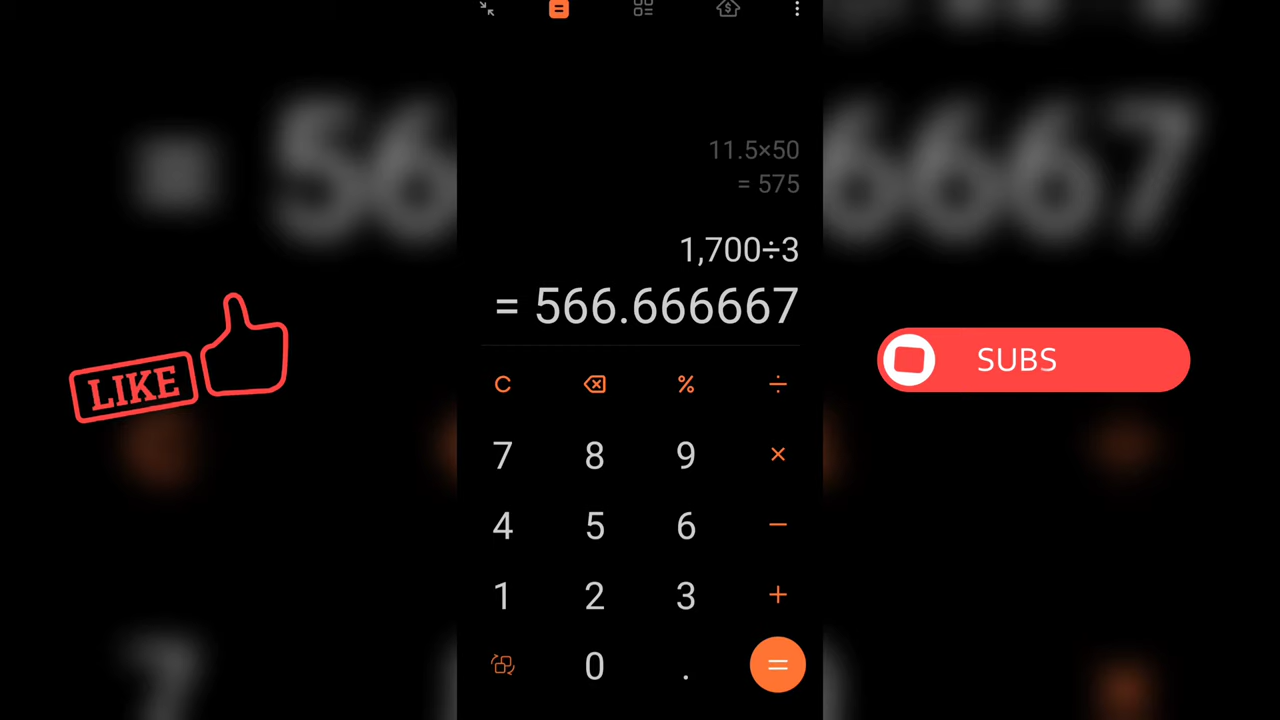 11.5×50
= 575
1,700÷3
= 566.666667
LIKE
SUBS
C % ÷
7 8 9 ×
4 5 6 −
1 2 3 +
0 . =